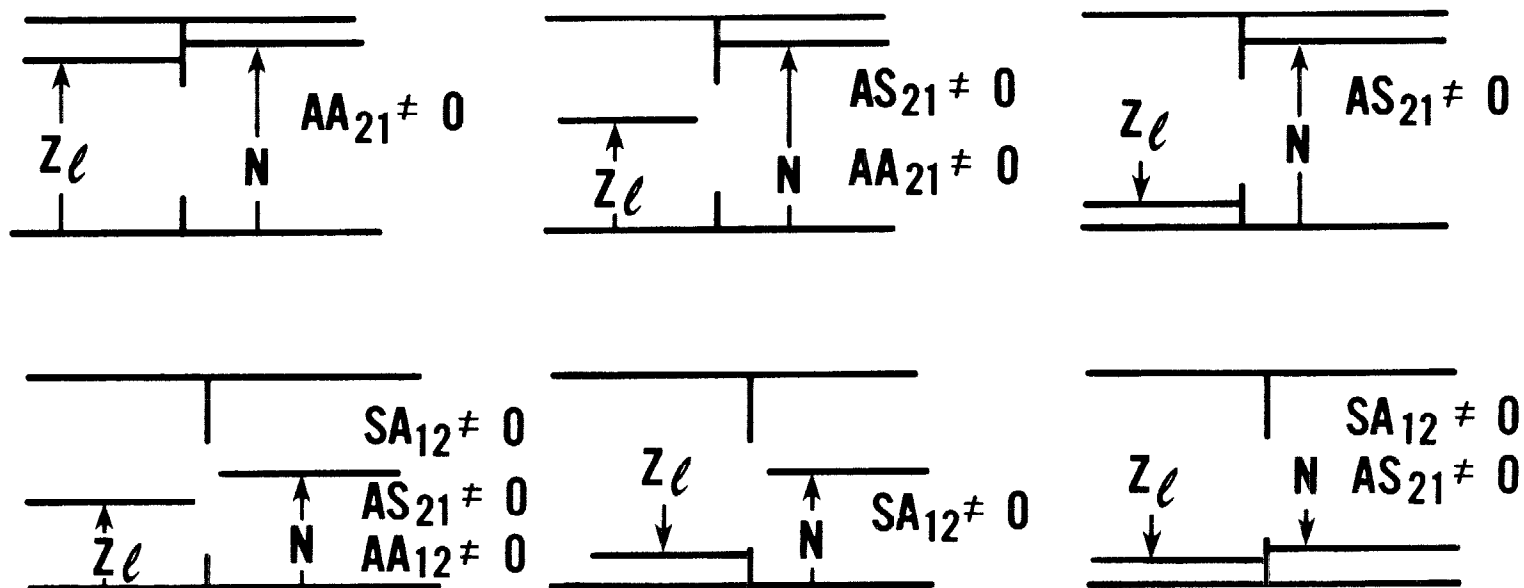 Zℓ
N
AA21 ≠ 0
Zℓ
N
AS21 ≠ 0
AA21 ≠ 0
Zℓ
N
AS21 ≠ 0
Zℓ
N
SA12 ≠ 0
AS21 ≠ 0
AA12 ≠ 0
Zℓ
N
SA12 ≠ 0
Zℓ
N
SA12 ≠ 0
AS21 ≠ 0